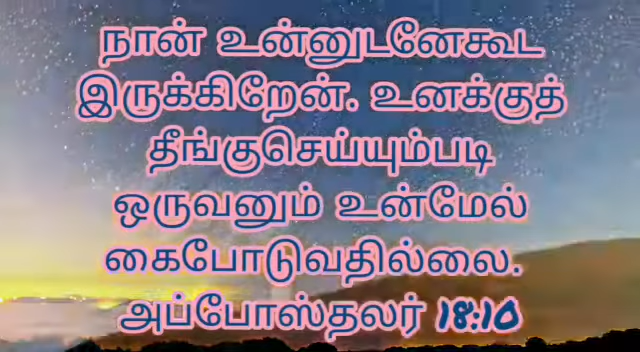 நான் உன்னுடனேகூட
இருக்கிறேன். உனக்குத்
தீங்குசெய்யும்படி
ஒருவனும் உன்மேல்
கைபோடுவதில்லை.
அப்போஸ்தலர் 18:10